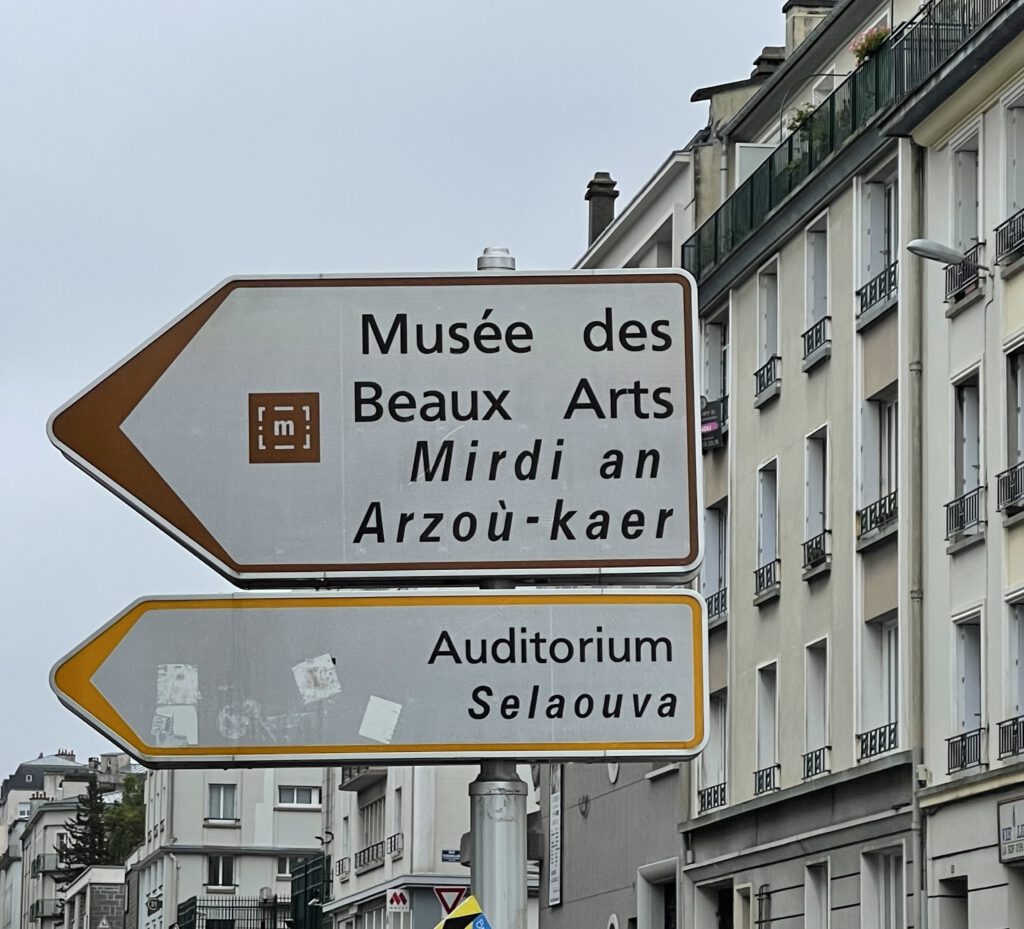 Musée des
m
Beaux Arts
Mirdi an
Arzoù-kaer
Auditorium
Selaouva